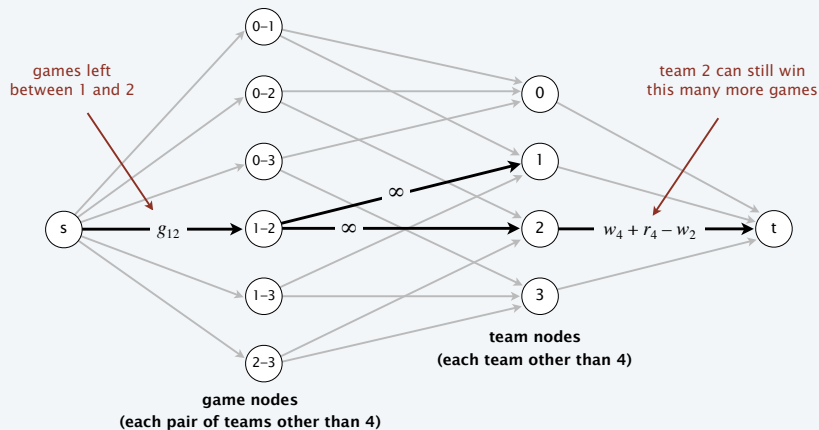 games left
between 1 and 2
team 2 can still win
this many more games
0–1
0–2
0–3
1–2
1–3
2–3
s
g12
∞
∞
0
1
2
3
w4 + r4 − w2
t
team nodes
(each team other than 4)
game nodes
(each pair of teams other than 4)